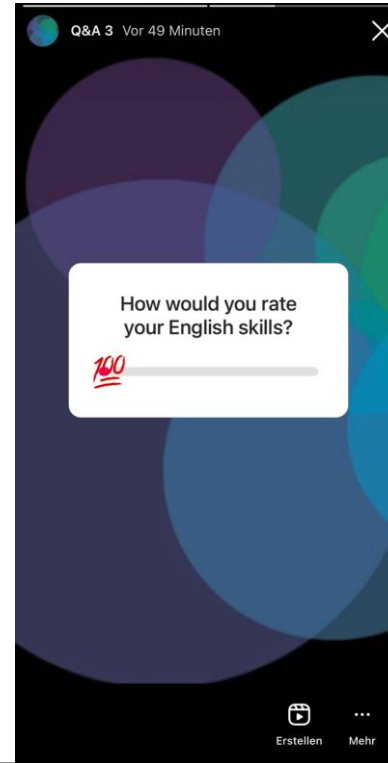 Q&A 3 Vor 49 Minuten
How would you rate
your English skills?
💯
Erstellen Mehr